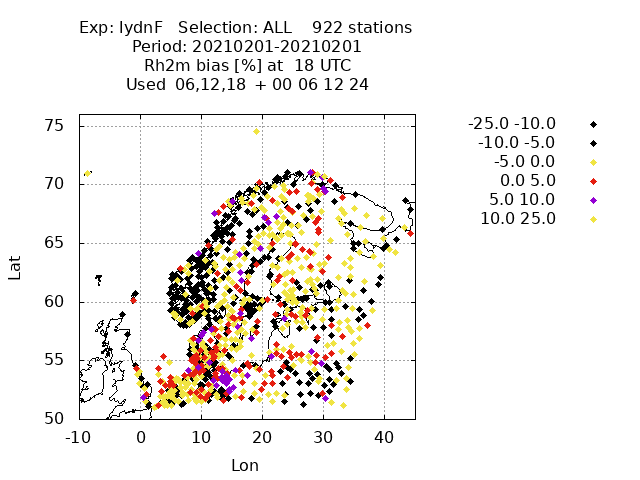 Exp: lydnF   Selection: ALL    922 stations
Period: 20210201-20210201
Rh2m bias [%] at  18 UTC
Used  06,12,18  + 00 06 12 24
-25.0 -10.0
-10.0 -5.0
-5.0 0.0
0.0 5.0
5.0 10.0
10.0 25.0
75
70
65
60
55
50
Lat
-10 0 10 20 30 40
Lon